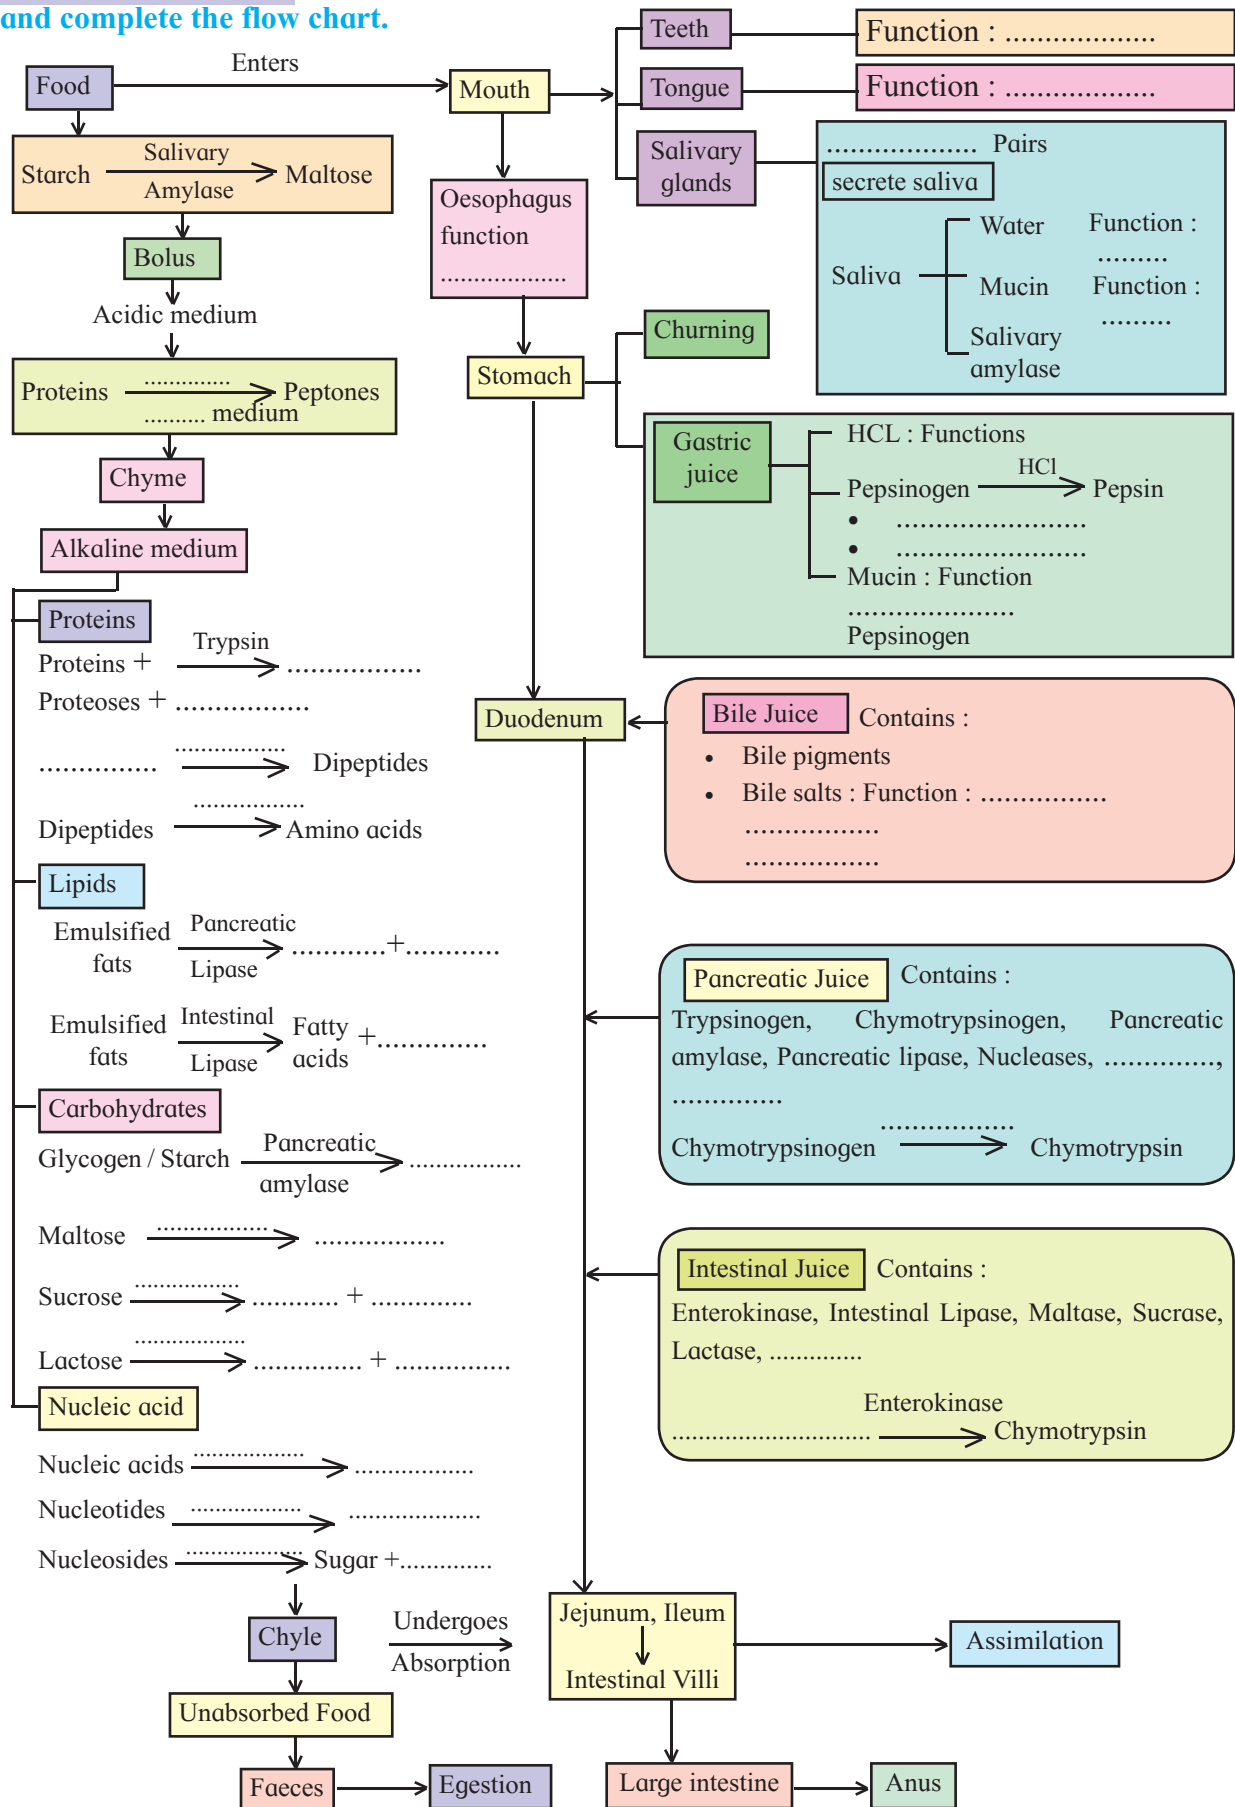 and complete the flow chart.
Food
Enters
Mouth
Teeth
Function : ...................
Tongue
Function : ...................
Salivary
glands
................... Pairs
secrete saliva
Saliva
Water Function :
.........
Mucin Function :
.........
Salivary
amylase
Starch Salivary Maltose
Amylase
Bolus
Acidic medium
Proteins .............. Peptones
.......... medium
Chyme
Alkaline medium
Oesophagus
function
..................
Stomach
Churning
Gastric
juice
HCL : Functions
Pepsinogen HCl Pepsin
• ........................
• ........................
Mucin : Function
.....................
Pepsinogen
Proteins
Proteins + Trypsin .................
Proteoses + .................
............... ................. Dipeptides
.................
Dipeptides Amino acids
Duodenum
Bile Juice Contains :
• Bile pigments
• Bile salts : Function : ................
.................
.................
Lipids
Emulsified Pancreatic ............+............
fats Lipase
Emulsified Intestinal Fatty +..............
fats Lipase acids
Pancreatic Juice Contains :
Trypsinogen, Chymotrypsinogen, Pancreatic
amylase, Pancreatic lipase, Nucleases, ..............,
..............
.................
Chymotrypsinogen Chymotrypsin
Carbohydrates
Glycogen / Starch Pancreatic .................
amylase
Maltose ................. .................
Sucrose ................. ........... + .............
Lactose ................. .............. + ...............
Intestinal Juice Contains :
Enterokinase, Intestinal Lipase, Maltase, Sucrase,
Lactase, ..............
Enterokinase
............................ Chymotrypsin
Nucleic acid
Nucleic acids ................. .................
Nucleotides ................. .................
Nucleosides ................. Sugar +..............
Chyle
Undergoes
Absorption
Jejunum, Ileum
Intestinal Villi
Assimilation
Unabsorbed Food
Faeces
Egestion
Large intestine
Anus